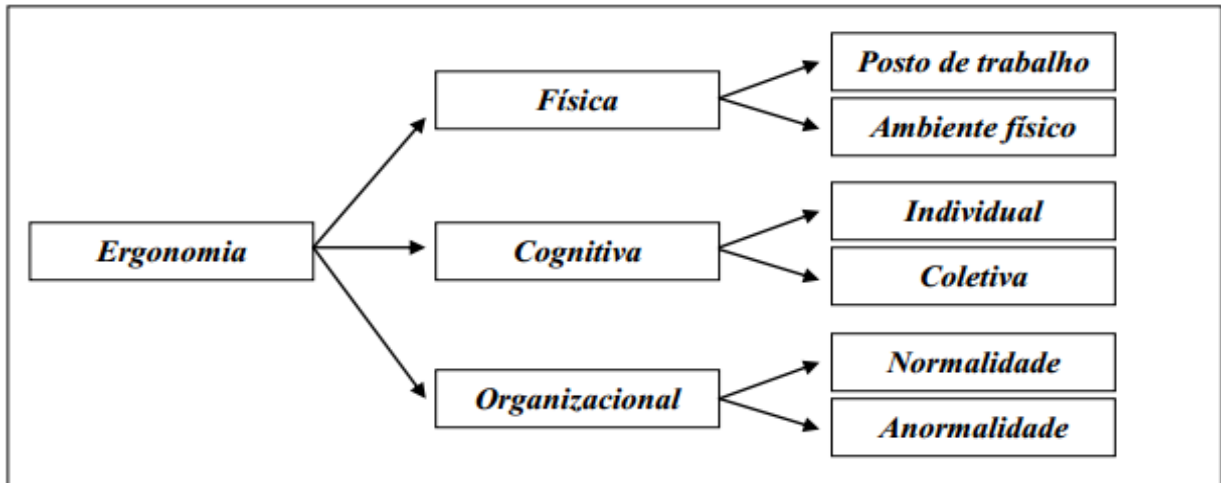 Ergonomia
Física
Posto de trabalho
Ambiente físico
Cognitiva
Individual
Coletiva
Organizacional
Normalidade
Anormalidade